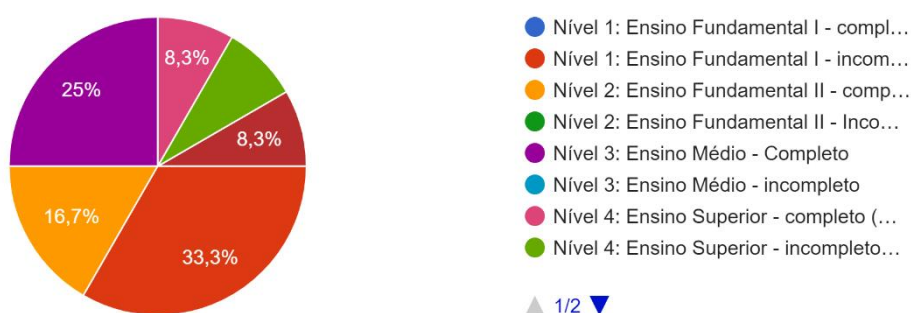 8,3%
25%
8,3%
16,7%
33,3%
Nível 1: Ensino Fundamental I - compl...
Nível 1: Ensino Fundamental I - incom...
Nível 2: Ensino Fundamental II - comp...
Nível 2: Ensino Fundamental II - Inco...
Nível 3: Ensino Médio - Completo
Nível 3: Ensino Médio - incompleto
Nível 4: Ensino Superior - completo (...
Nível 4: Ensino Superior - incompleto...
1/2